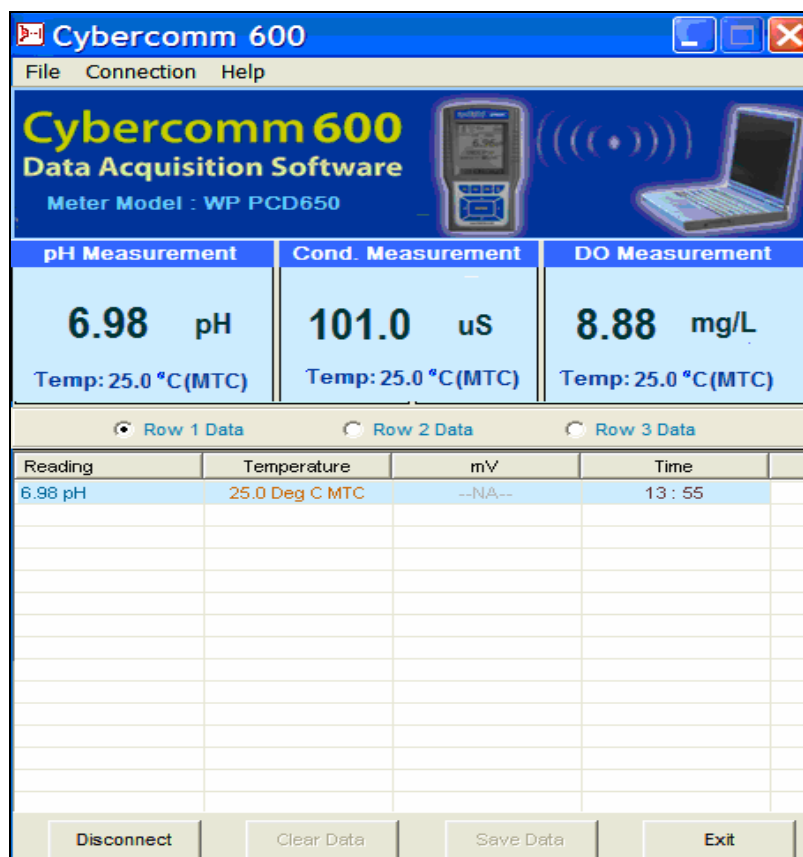 Cybercomm 600
File Connection Help
Cybercomm 600
Data Acquisition Software
Meter Model : WP PCD650
pH Measurement Cond. Measurement DO Measurement
6.98 pH 101.0 uS 8.88 mg/L
Temp: 25.0 °C(MTC) Temp: 25.0 °C(MTC) Temp: 25.0 °C(MTC)
Row 1 Data Row 2 Data Row 3 Data
Reading Temperature mV Time
6.98 pH 25.0 Deg C MTC --NA-- 13 : 55
Disconnect Clear Data Save Data Exit